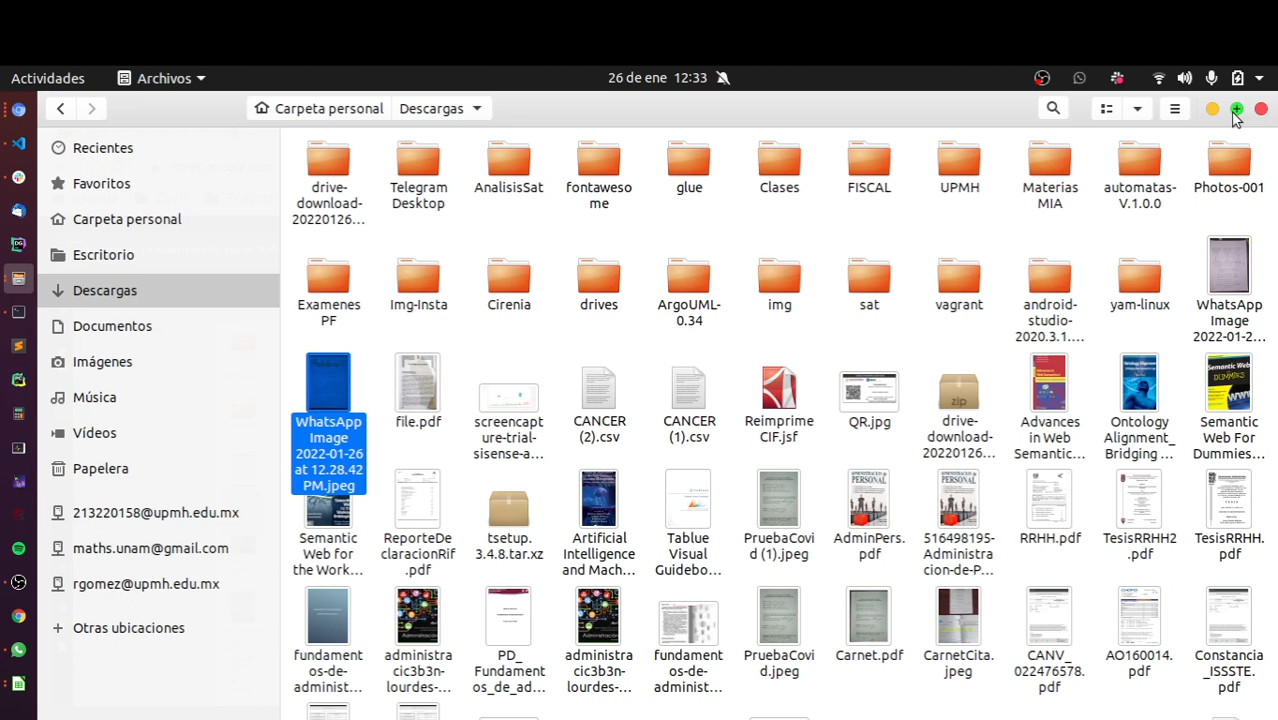 Actividades
Archivos
26 de ene 12:33
Carpeta personal
Descargas
Recientes
Favoritos
Carpeta personal
Escritorio
Descargas
Documentos
Imágenes
Música
Vídeos
Papelera
213220158@upmh.edu.mx
maths.unam@gmail.com
rgomez@upmh.edu.mx
+ Otras ubicaciones
drive-
download-
20220126...
Telegram
Desktop
AnalisisSat
fontaweso
me
glue
Clases
FISCAL
UPMH
Materias
MIA
automatas-
V.1.0.0
Photos-001
Examenes
PF
Img-Insta
Cirenia
drives
ArgoUML-
0.34
img
sat
vagrant
android-
studio-
2020.3.1....
yam-linux
WhatsApp
Image
2022-01-2...
WhatsApp
Image
2022-01-26
at 12.28.42
PM.jpeg
file.pdf
screencapt
ure-trial-
sisense-a...
CANCER
(2).csv
CANCER
(1).csv
Reimprime
CIF.jsf
QR.jpg
zip
drive-
download-
20220126...
Advances
in Web
Semantic...
Ontology
Alignment_
Bridging ...
Semantic Web
DUMMIES
Semantic
Web For
Dummies...
Semantic
Web for
the Work...
ReporteDe
claracionRif
.pdf
tsetup.
3.4.8.tar.xz
Artificial
Intelligence
and Mach...
Tablue
Visual
Guidebo...
PruebaCovi
d (1).jpeg
AdminPers.
pdf
516498195-
Administra
cion-de-P...
RRHH.pdf
TesisRRHH2
.pdf
TesisRRHH.
pdf
fundament
os-de-
administ...
administra
cic3b3n-
lourdes-...
PD_
Fundament
os_de_ad...
administra
cic3b3n-
lourdes-...
fundament
os-de-
administ...
PruebaCovi
d.jpeg
Carnet.pdf
CarnetCita.
jpeg
CANV_
022476578.
pdf
AO160014.
pdf
Constancia
_ISSSTE.
pdf